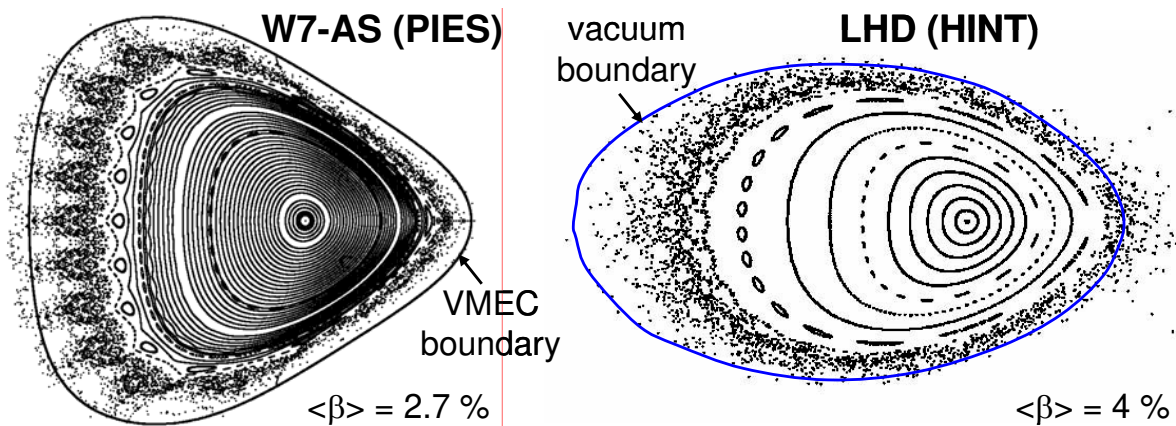 W7-AS (PIES)
VMEC
boundary
<β> = 2.7 %
LHD (HINT)
vacuum
boundary
<β> = 4 %